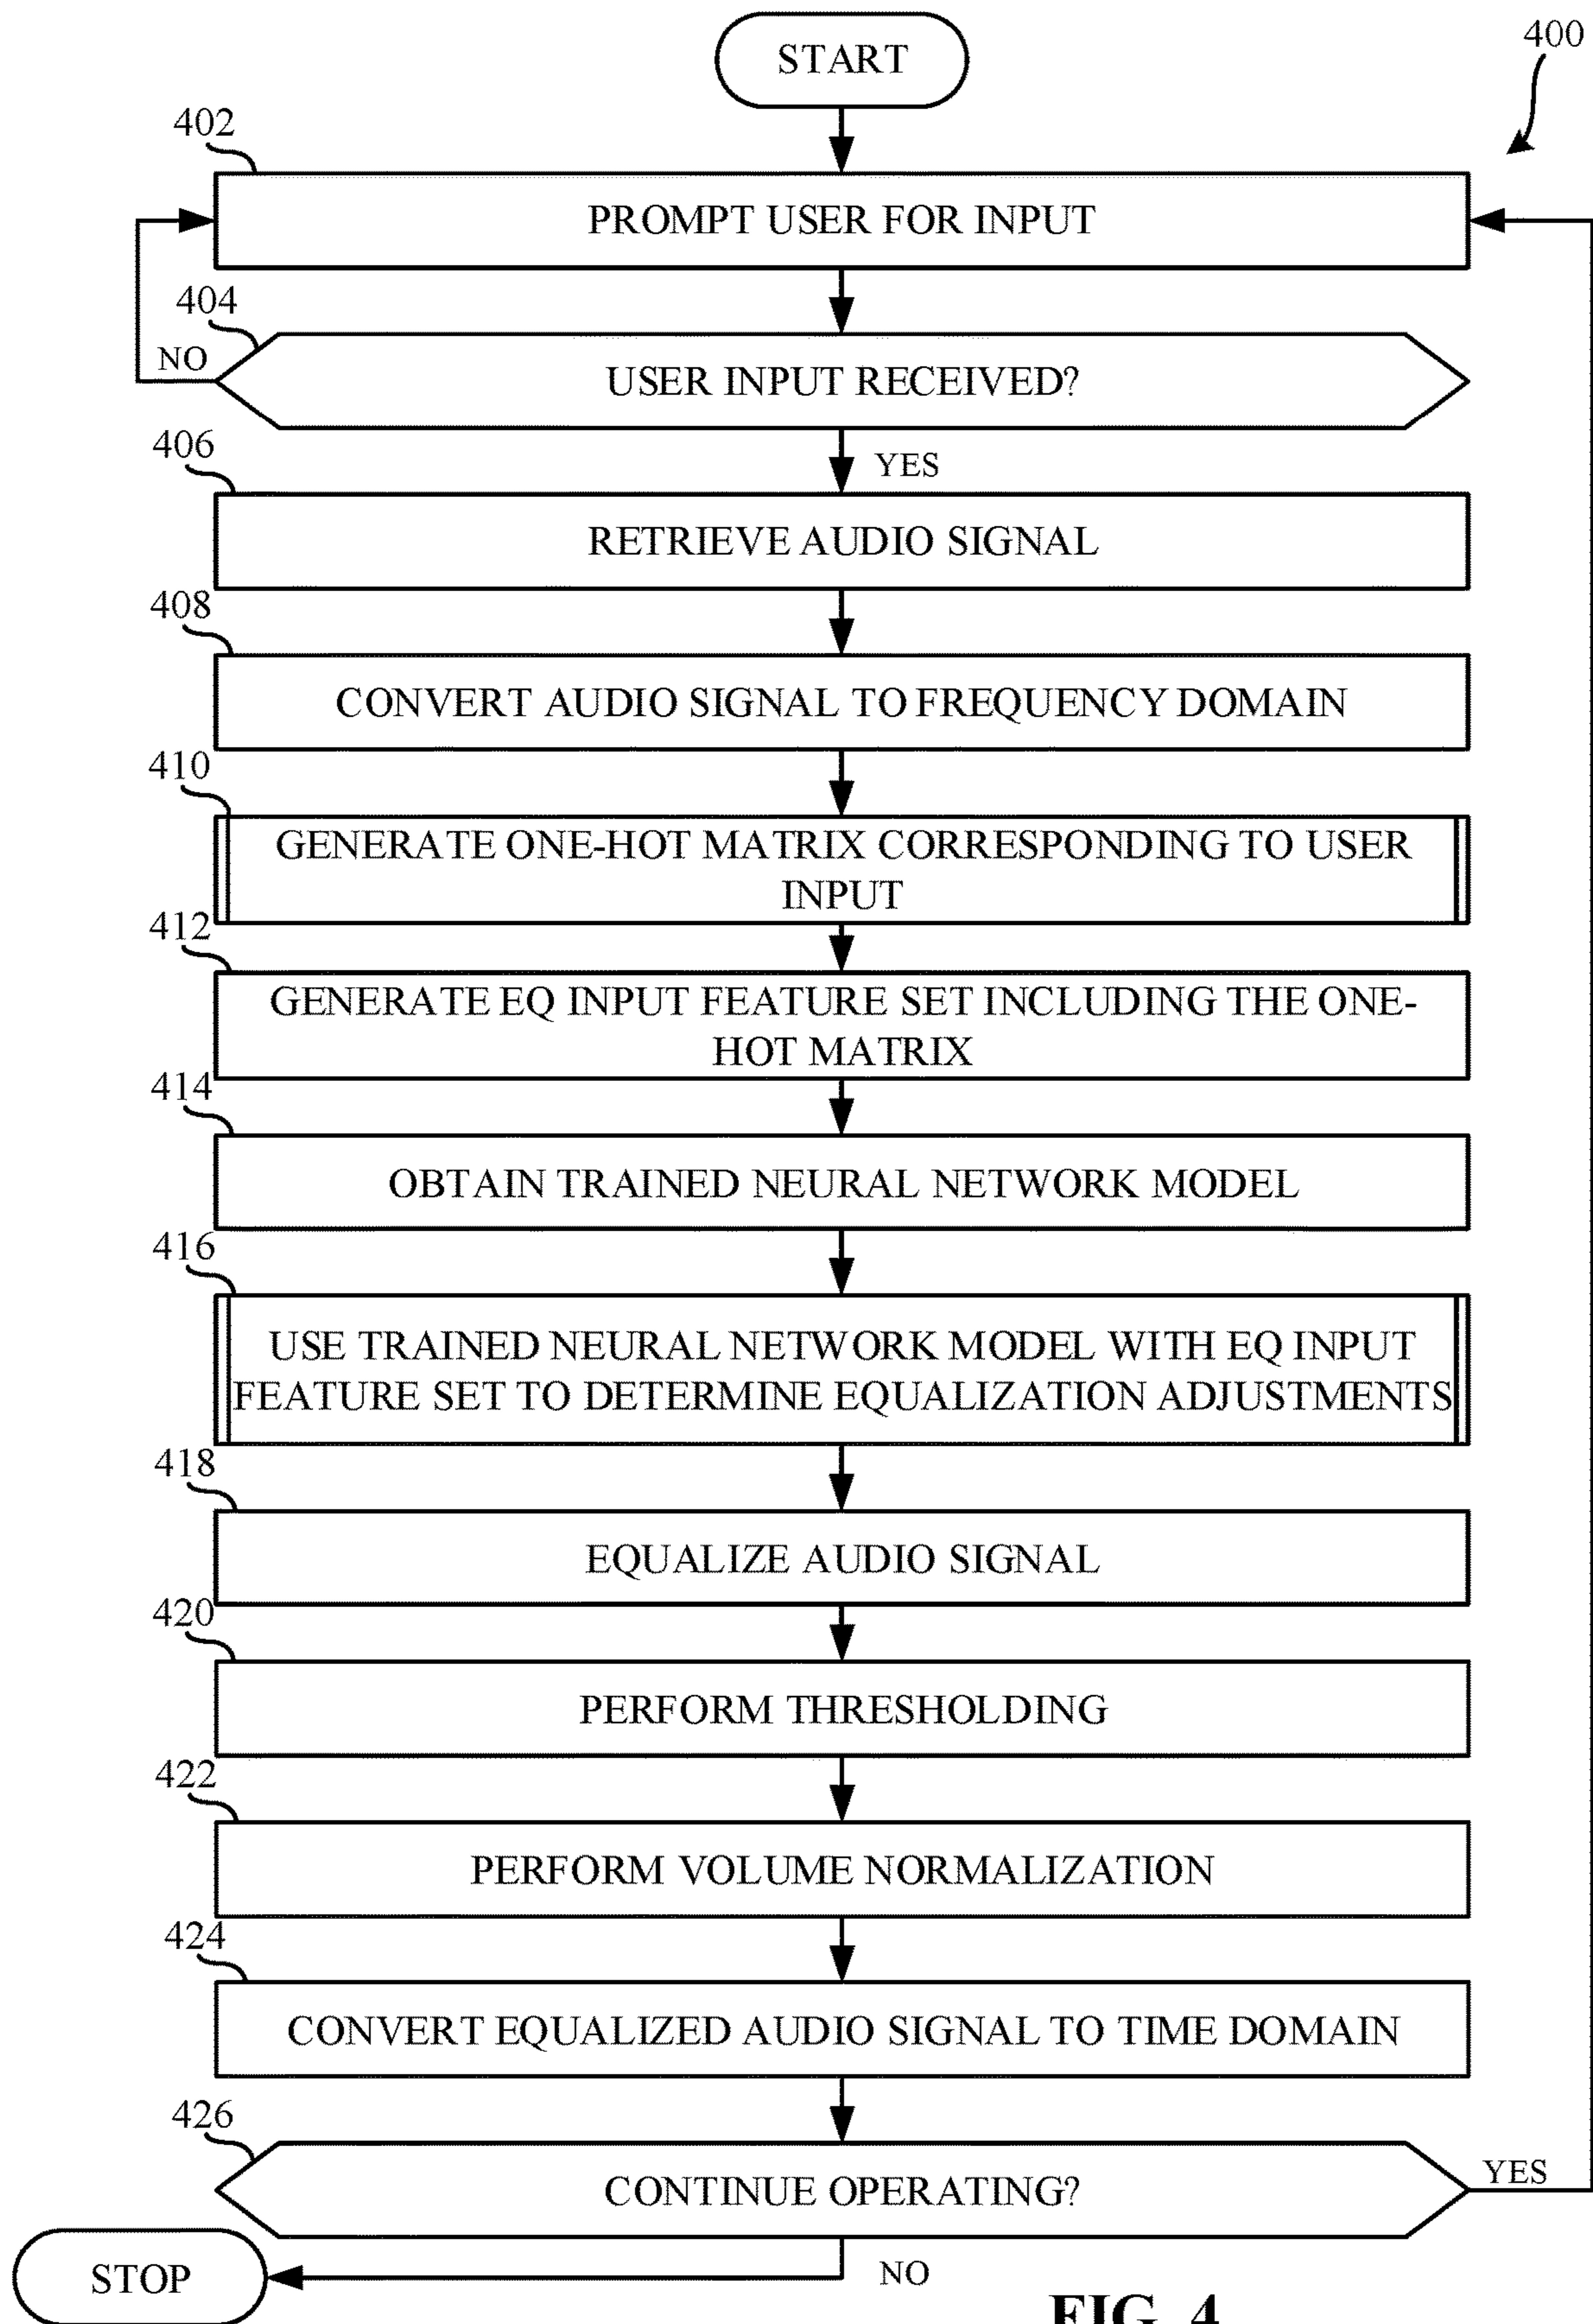 START
400
402
PROMPT USER FOR INPUT
404
NO
USER INPUT RECEIVED?
406
YES
RETRIEVE AUDIO SIGNAL
408
CONVERT AUDIO SIGNAL TO FREQUENCY DOMAIN
410
GENERATE ONE-HOT MATRIX CORRESPONDING TO USER
INPUT
412
GENERATE EQ INPUT FEATURE SET INCLUDING THE ONE-
HOT MATRIX
414
OBTAIN TRAINED NEURAL NETWORK MODEL
416
USE TRAINED NEURAL NETWORK MODEL WITH EQ INPUT
FEATURE SET TO DETERMINE EQUALIZATION ADJUSTMENTS
418
EQUALIZE AUDIO SIGNAL
420
PERFORM THRESHOLDING
422
PERFORM VOLUME NORMALIZATION
424
CONVERT EQUALIZED AUDIO SIGNAL TO TIME DOMAIN
426
CONTINUE OPERATING?
YES
NO
STOP
FIG. 4